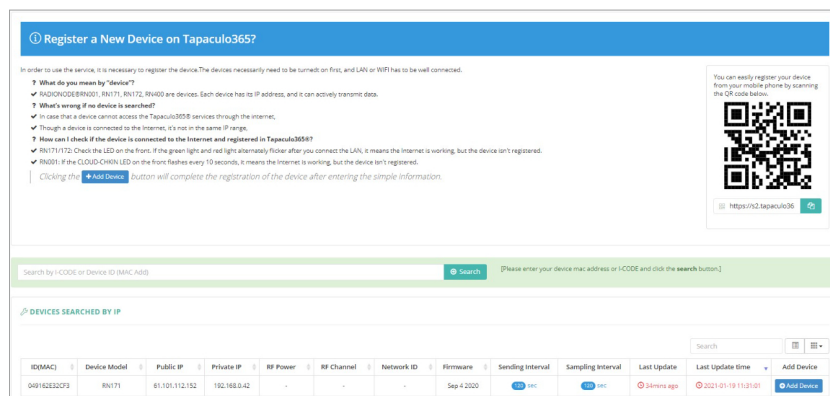 Register a New Device on Tapaculo365?
In order to use the service, it is necessary to register the device.The devices necessarily need to be turnedt on first, and LAN or WIFI has to be well connected.
? What do you mean by "device"?
RADIONODE®RN001, RN171, RN172, RN400 are devices. Each device has its IP address, and it can actively transmit data.
? What's wrong if no device is searched?
In case that a device cannot access the Tapaculo365® services through the internet,
Though a device is connected to the Internet, it's not in the same IP range,
? How can I check if the device is connected to the Internet and registered in Tapaculo365®?
RN171/172: Check the LED on the front. If the green light and red light alternately flicker after you connect the LAN, it means the Internet is working, but the device isn't registered.
RN001: If the CLOUD-CHKIN LED on the front flashes every 10 seconds, it means the Internet is working, but the device isn't registered.
Clicking the +Add Device button will complete the registration of the device after entering the simple information.
You can easily register your device
from your mobile phone by scanning
the QR code below.
https://s2.tapaculo36
Search by I-CODE or Device ID (MAC Add) Search [Please enter your device mac address or I-CODE and click the search button.]
DEVICES SEARCHED BY IP
Search
ID(MAC) Device Model Public IP Private IP RF Power RF Channel Network ID Firmware Sending Interval Sampling Interval Last Update Last Update time Add Device
049162E32CF3 RN171 61.101.112.152 192.168.0.42 - - - Sep 4 2020 120 sec 120 sec 34mns ago 2021-01-19 11:31:01 Add Device